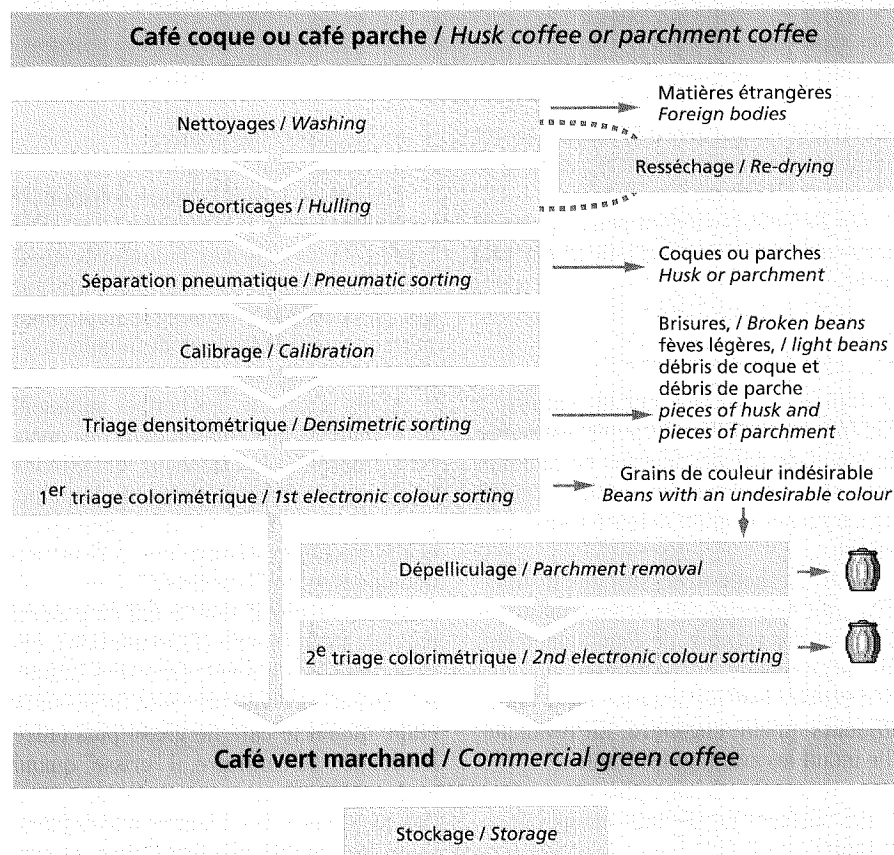 Café coque ou café parche / Husk coffee or parchment coffee
Nettoyages / Washing
Matières étrangères
Foreign bodies
Resséchage / Re-drying
Décorticages / Hulling
Séparation pneumatique / Pneumatic sorting
Coques ou parches
Husk or parchment
Calibrage / Calibration
Brisures, / Broken beans
fèves légères, / light beans
débris de coque et
débris de parche
pieces of husk and
pieces of parchment
Triage densitométrique / Densimetric sorting
1er triage colorimétrique / 1st electronic colour sorting
Grains de couleur indésirable
Beans with an undesirable colour
Dépelliculage / Parchment removal
2e triage colorimétrique / 2nd electronic colour sorting
Café vert marchand / Commercial green coffee
Stockage / Storage